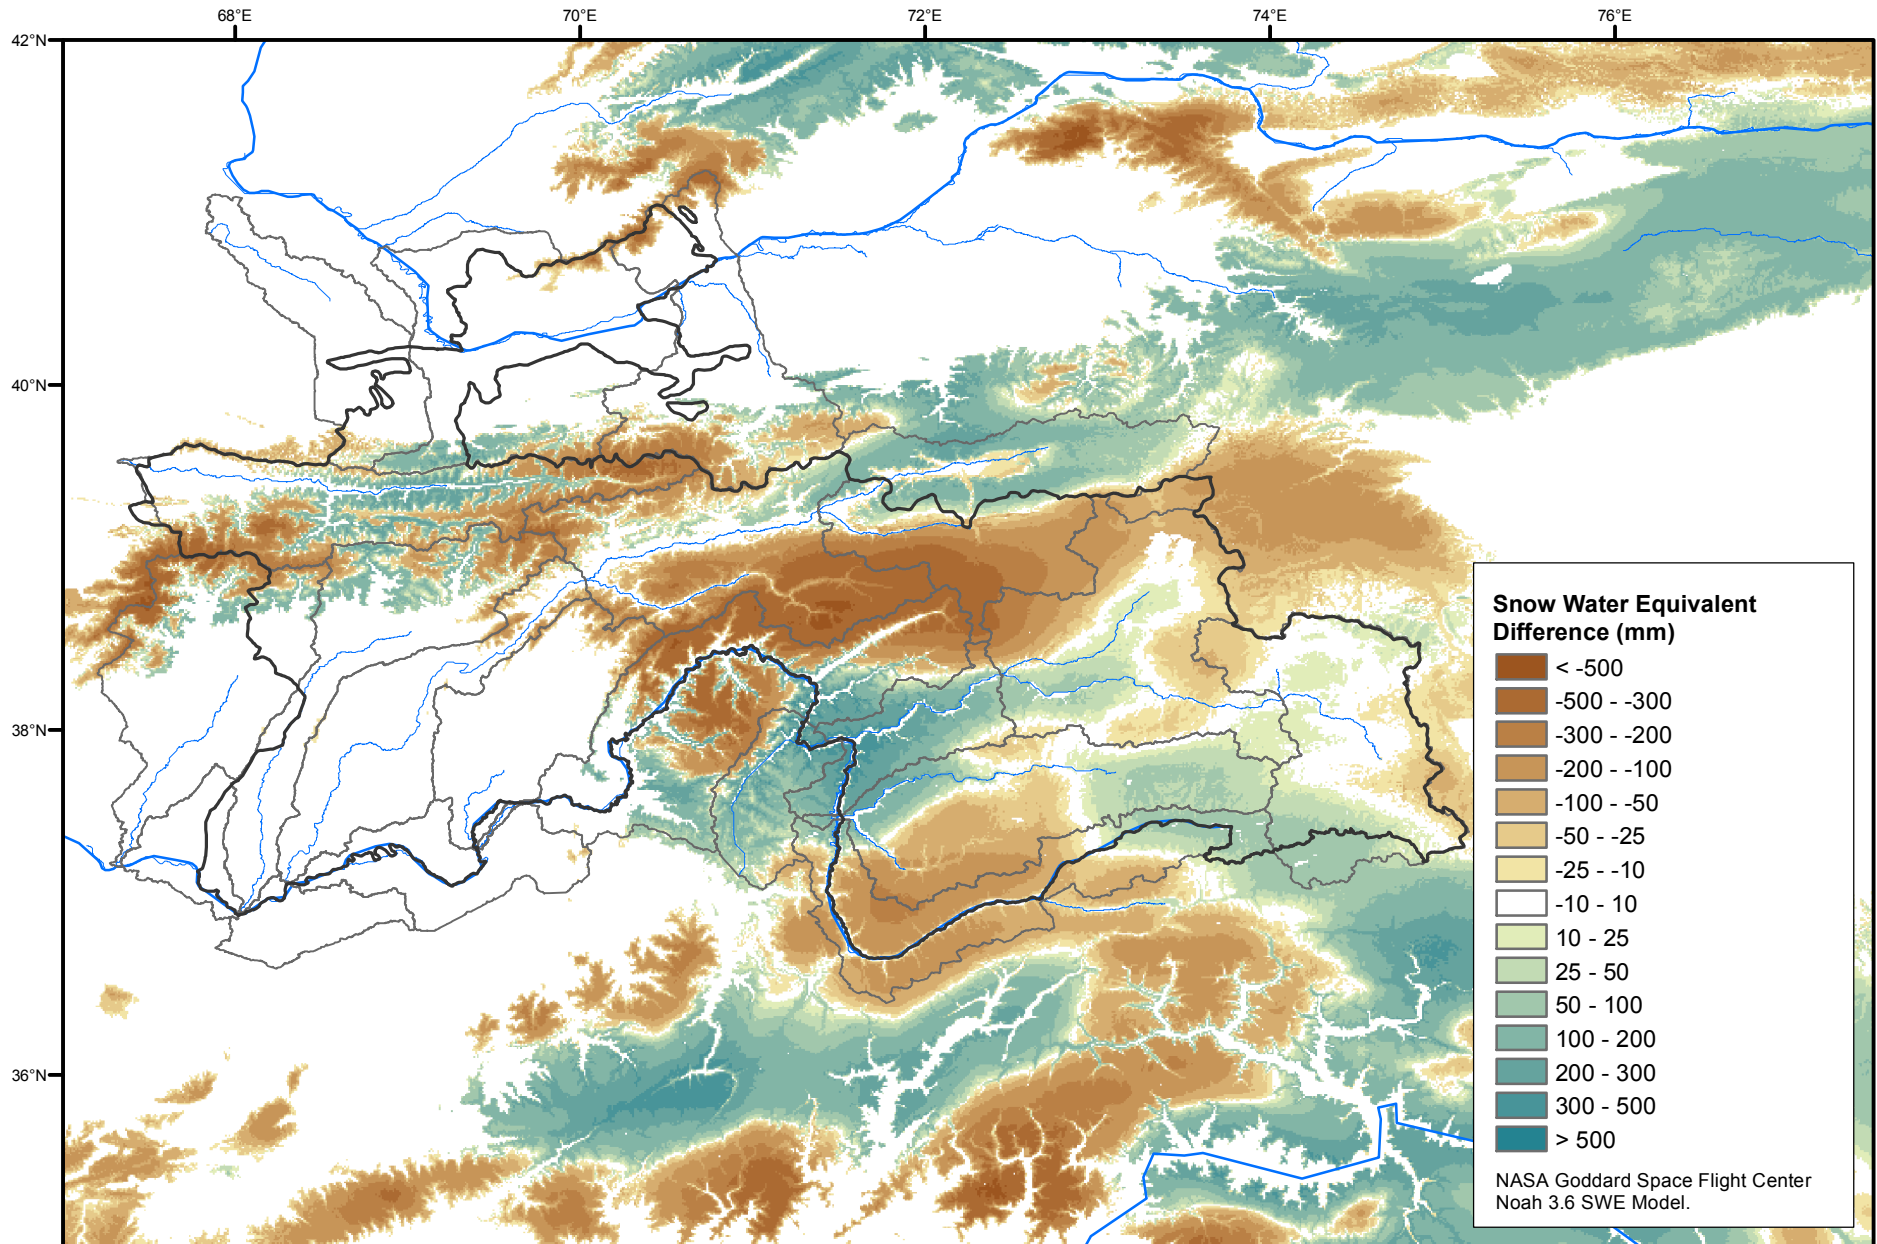 68°E
70°E
72°E
74°E
76°E
42°N
40°N
38°N
36°N
Snow Water Equivalent
Difference (mm)
< -500
-500 - -300
-300 - -200
-200 - -100
-100 - -50
-50 - -25
-25 - -10
-10 - 10
10 - 25
25 - 50
50 - 100
100 - 200
200 - 300
300 - 500
> 500
NASA Goddard Space Flight Center
Noah 3.6 SWE Model.